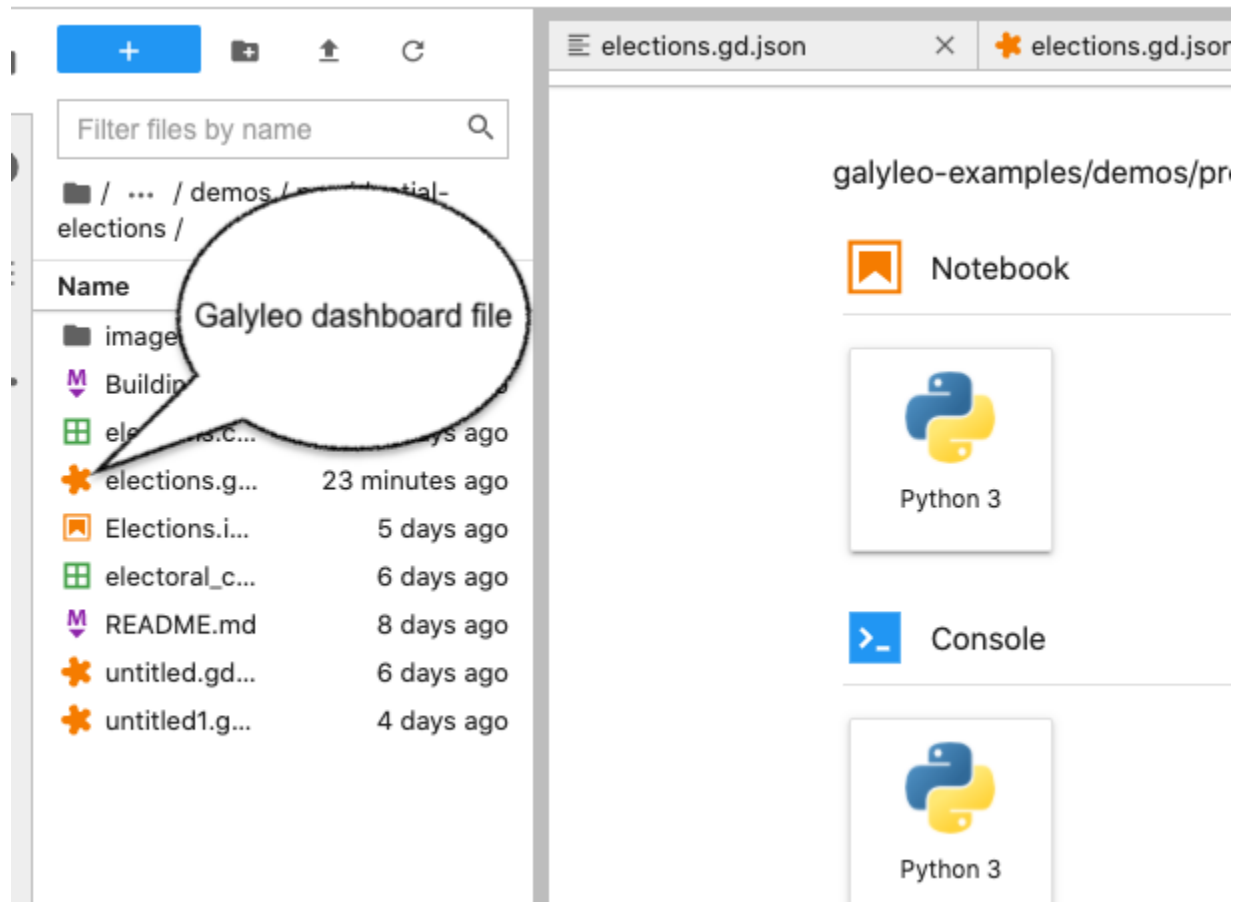 elections.gd.json
elections.gd.json
Filter files by name
/ ... / demos /
elections /
Name
Galyleo dashboard file
image
Buildin
ago
elections.g... 23 minutes ago
Elections.i... 5 days ago
electoral_c... 6 days ago
README.md 8 days ago
untitled.gd... 6 days ago
untitled1.g... 4 days ago
galyleo-examples/demos/pr
Notebook
Python 3
Console
Python 3